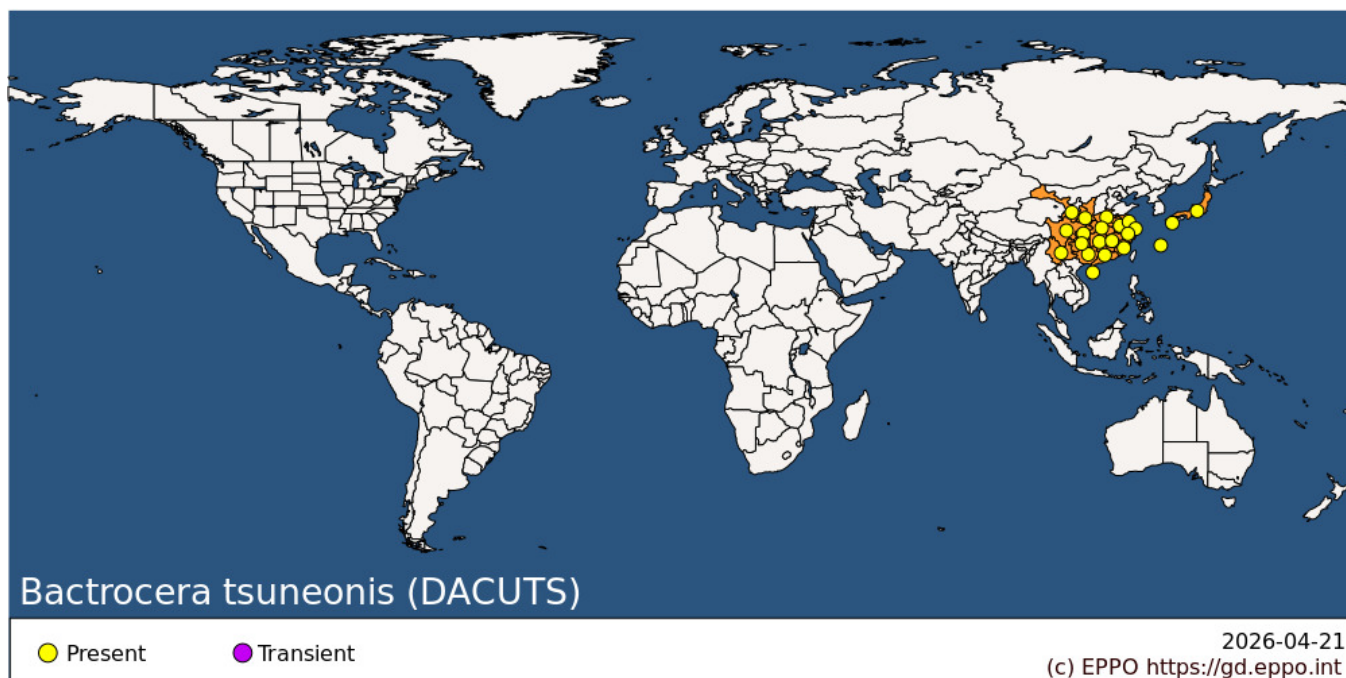 Bactrocera tsuneonis (DACUTS)
Present
Transient
2026-04-21
(c) EPPO https://gd.eppo.int